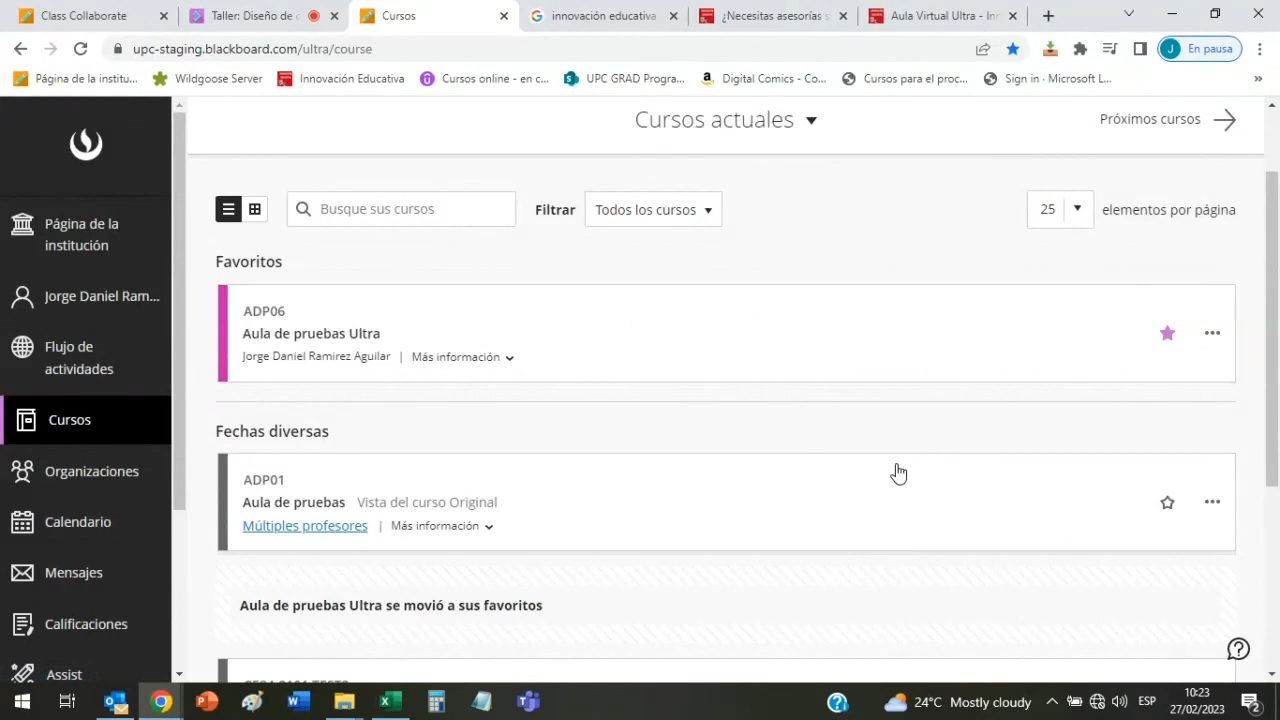 Class Collaborate
Taller: Diseño de c
Cursos
innovación educativa
¿Necesitas asesorías s
Aula Virtual Ultra - Inn
upc-staging.blackboard.com/ultra/course
En pausa
J
Página de la institu...
Wildgoose Server
Innovación Educativa
Cursos online - en c...
UPC GRAD Progra...
Digital Comics - Co...
Cursos para el proc...
Sign in · Microsoft L...
»
Cursos actuales
Próximos cursos
Busque sus cursos
Filtrar
Todos los cursos
25
elementos por página
Página de la
institución
Jorge Daniel Ram...
Flujo de
actividades
Cursos
Organizaciones
Calendario
Mensajes
Calificaciones
Assist
Favoritos
ADP06
Aula de pruebas Ultra
Jorge Daniel Ramirez Aguilar | Más información
Fechas diversas
ADP01
Aula de pruebas Vista del curso Original
Múltiples profesores | Más información
Aula de pruebas Ultra se movió a sus favoritos
24°C Mostly cloudy
ESP
10:23
27/02/2023
2